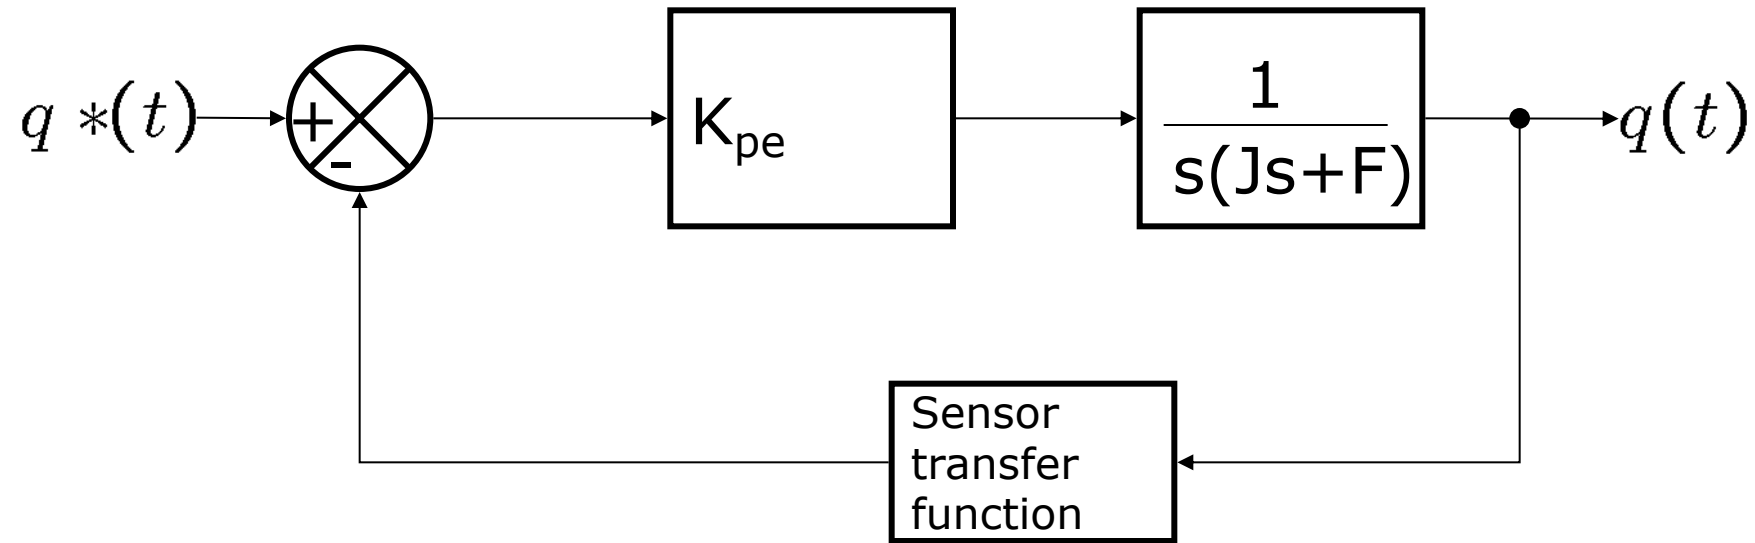 q *(t)
+
-
K_pe
1
s(Js+F)
q(t)
Sensor
transfer
function